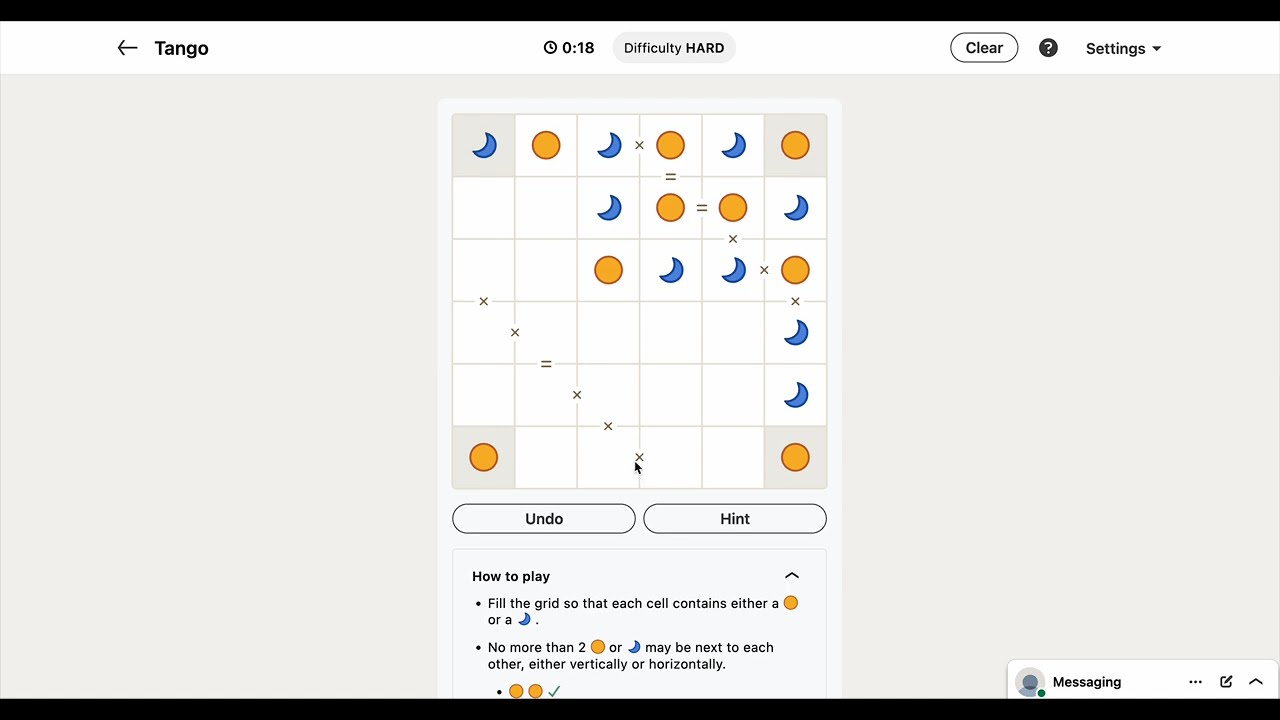 Tango
0:18
Difficulty HARD
Clear
?
Settings
×
=
=
×
×
×
×
×
=
×
×
×
Undo
Hint
How to play
• Fill the grid so that each cell contains either a
or a .
• No more than 2 or may be next to each
other, either vertically or horizontally.
Messaging